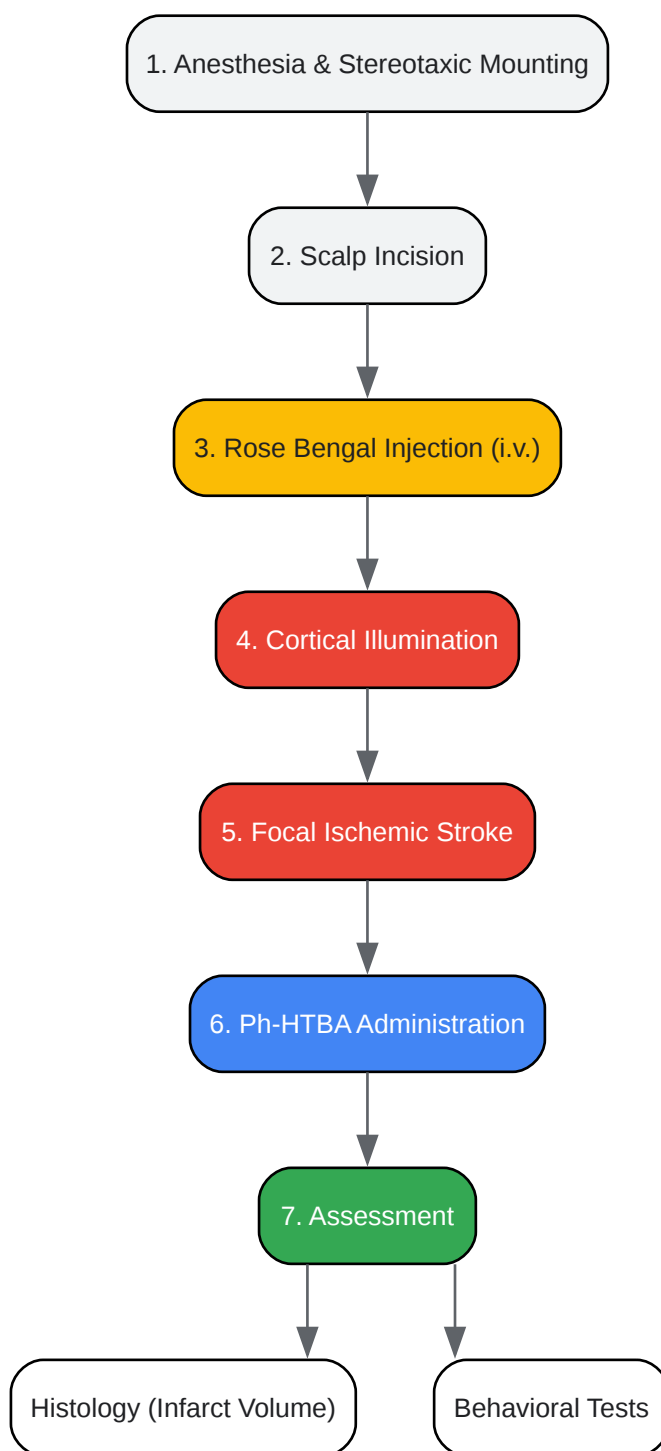 1. Anesthesia & Stereotaxic Mounting
2. Scalp Incision
3. Rose Bengal Injection (i.v.)
4. Cortical Illumination
5. Focal Ischemic Stroke
6. Ph-HTBA Administration
7. Assessment
Histology (Infarct Volume)
Behavioral Tests